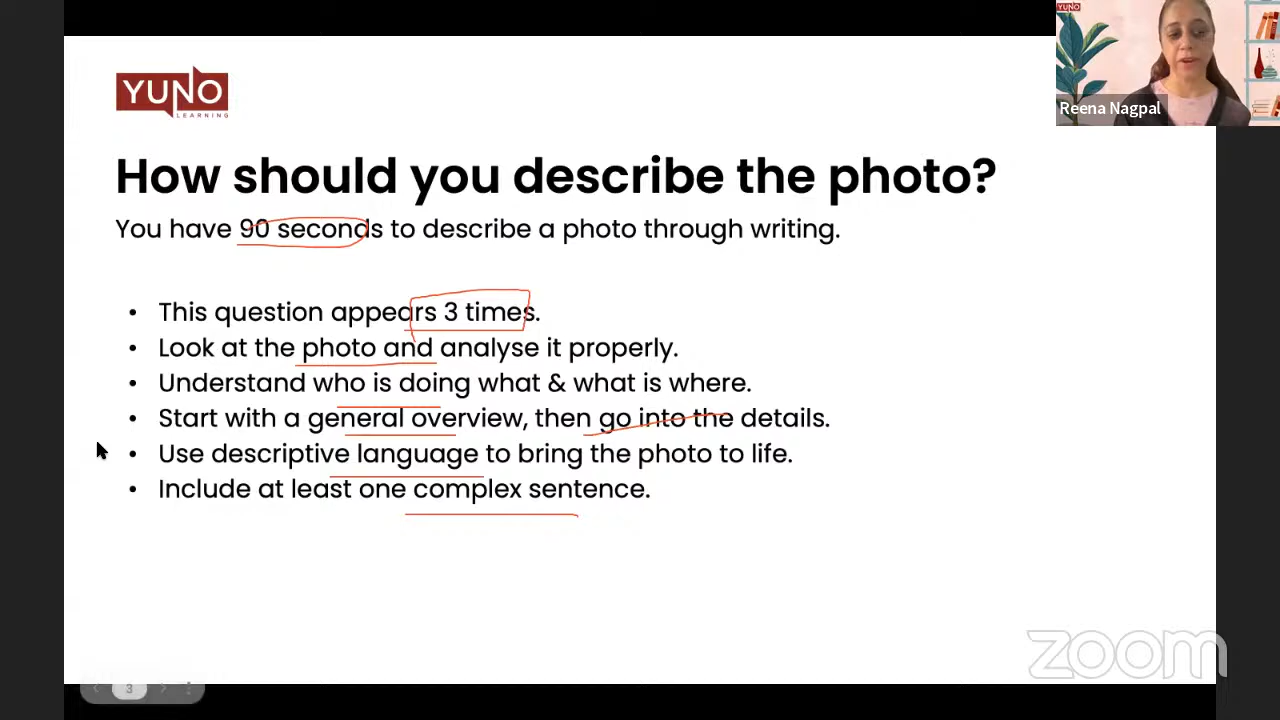 YUNO
YUNO
LEARNING
Reena Nagpal
How should you describe the photo?
You have 90 seconds to describe a photo through writing.
• This question appears 3 times.
• Look at the photo and analyse it properly.
• Understand who is doing what & what is where.
• Start with a general overview, then go into the details.
• Use descriptive language to bring the photo to life.
• Include at least one complex sentence.
zoom
3